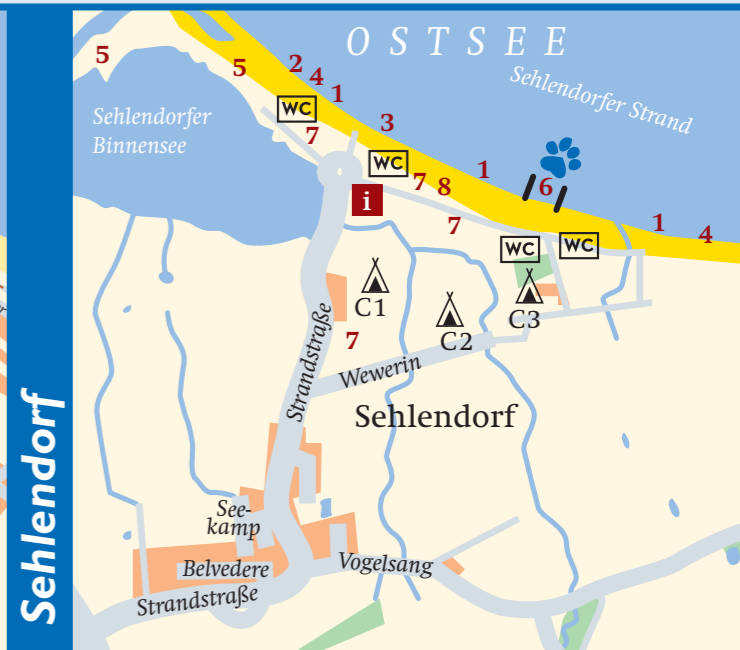 Sehlendorf
OSTSEE
Sehlendorfer Strand
5
5
2
4
1
Sehlendorfer
Binnensee
WC
7
3
WC
7
8
1
6
i
7
1
4
WC
WC
C1
C2
C3
7
Strandstraße
Wewerin
Sehlendorf
See-
kamp
Belvedere
Vogelsang
Strandstraße